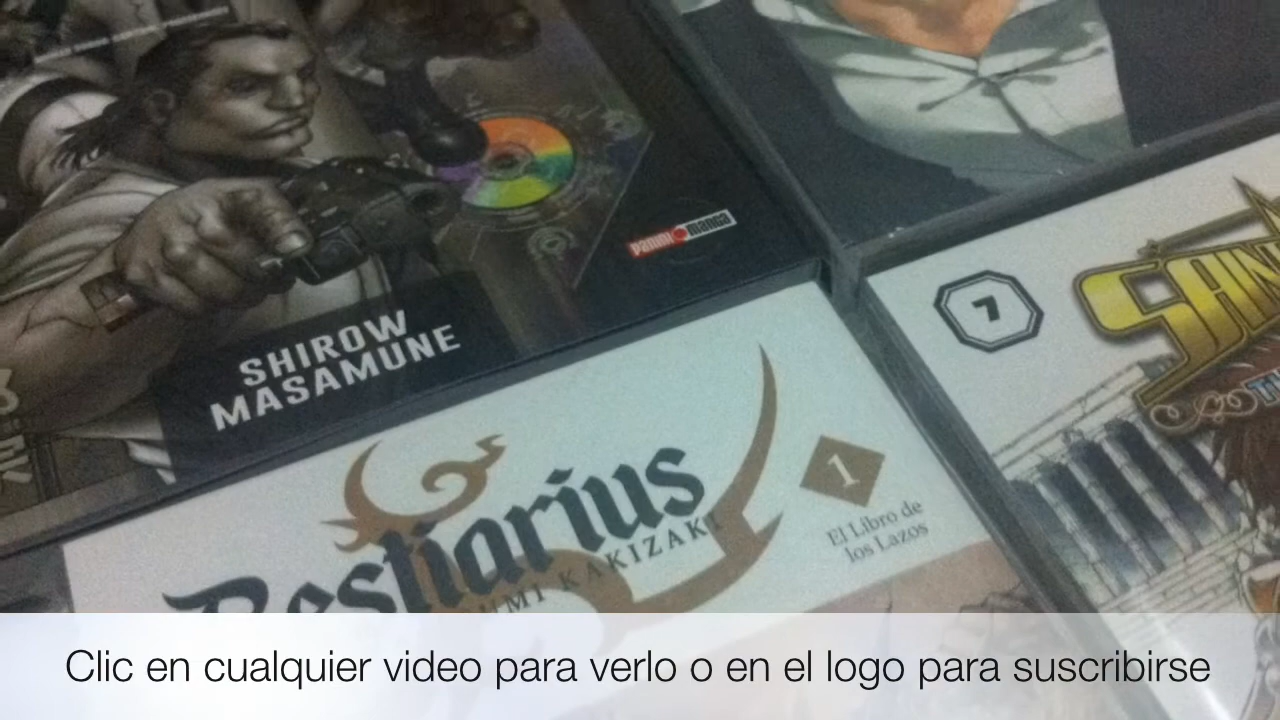 SHIROW
MASAMUNE
panini manga
7
SAINT
Bestiarius
KAKIZAKI
1
El Libro de
los Lazos
Clic en cualquier video para verlo o en el logo para suscribirse